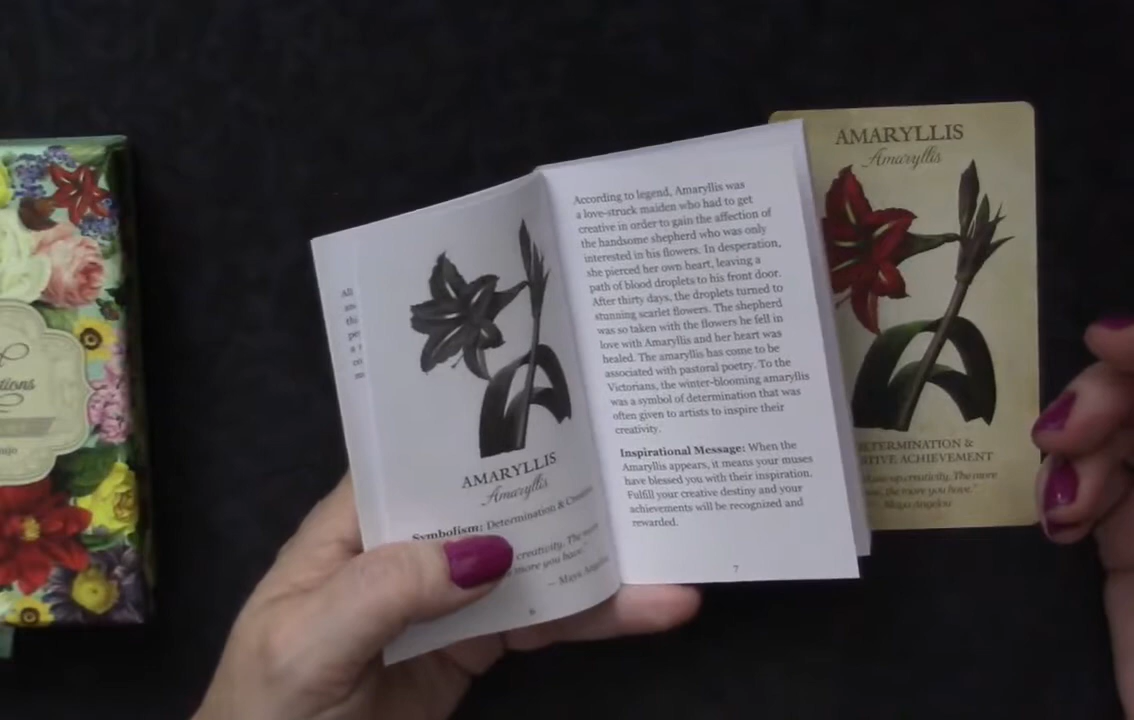 AMARYLLIS
Amaryllis
Symbolism: Determination &
creativity. The more
more you have."
— Maya Angelou
6
According to legend, Amaryllis was
a love-struck maiden who had to get
creative in order to gain the affection of
the handsome shepherd who was only
interested in his flowers. In desperation,
she pierced her own heart, leaving a
path of blood droplets to his front door.
After thirty days, the droplets turned to
stunning scarlet flowers. The shepherd
was so taken with the flowers he fell in
love with Amaryllis and her heart was
healed. The amaryllis has come to be
associated with pastoral poetry. To the
Victorians, the winter-blooming amaryllis
was a symbol of determination that was
often given to artists to inspire their
creativity.
Inspirational Message: When the
Amaryllis appears, it means your muses
have blessed you with their inspiration.
Fulfill your creative destiny and your
achievements will be recognized and
rewarded.
7
AMARYLLIS
Amaryllis
DETERMINATION &
ACHIEVEMENT
use up creativity. The more
use, the more you have."
— Maya Angelou